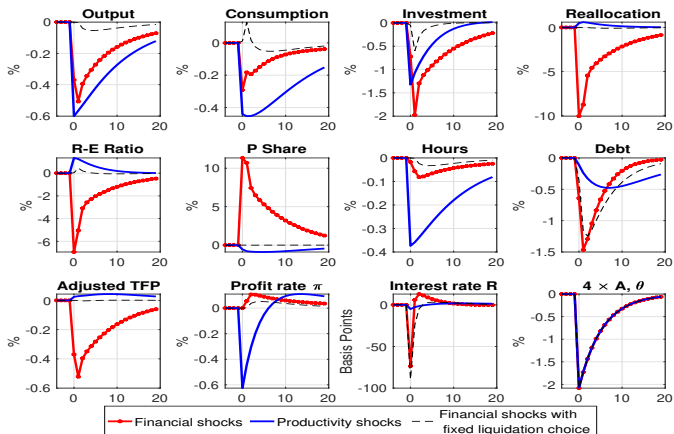 Output
Consumption
Investment
Reallocation
%
0
-0.2
-0.4
-0.6
0 10 20
%
0
-0.2
-0.4
0 10 20
%
0
-0.5
-1
-1.5
-2
0 10 20
%
0
-5
-10
0 10 20
R-E Ratio
P Share
Hours
Debt
%
0
-2
-4
-6
0 10 20
%
10
5
0
0 10 20
%
0
-0.1
-0.2
-0.3
-0.4
0 10 20
%
0
-0.5
-1
-1.5
0 10 20
Adjusted TFP
Profit rate π
Interest rate R
4 × A, θ
%
0
-0.2
-0.4
-0.6
0 10 20
%
0
-0.2
-0.4
-0.6
0 10 20
Basis Points
0
-50
-100
0 10 20
%
0
-0.5
-1
-1.5
-2
0 10 20
Financial shocks
Productivity shocks
Financial shocks with
fixed liquidation choice